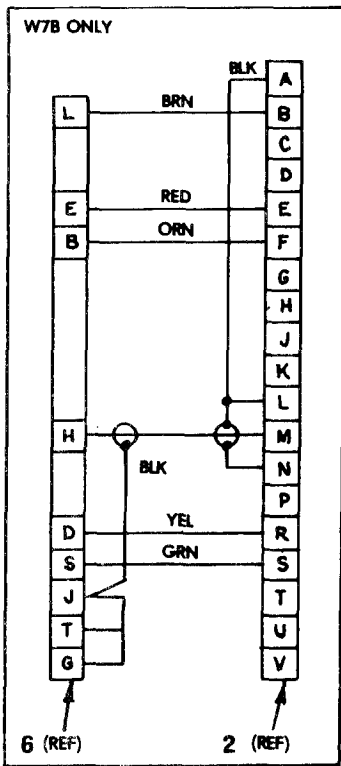 W7B ONLY
BLK
A
L BRN B
C
D
E RED E
B ORN F
G
H
J
K
L
H M
BLK
N
P
D YEL R
S GRN S
J T
T U
G V
6 (REF) 2 (REF)